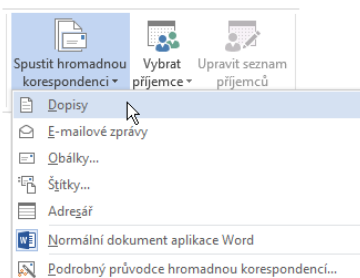 Spustit hromadnou
korespondenci
Vybrat
příjemce
Upravit seznam
příjemců
Dopisy
E-mailové zprávy
Obálky...
Štítky...
Adresář
Normální dokument aplikace Word
Podrobný průvodce hromadnou korespondencí...